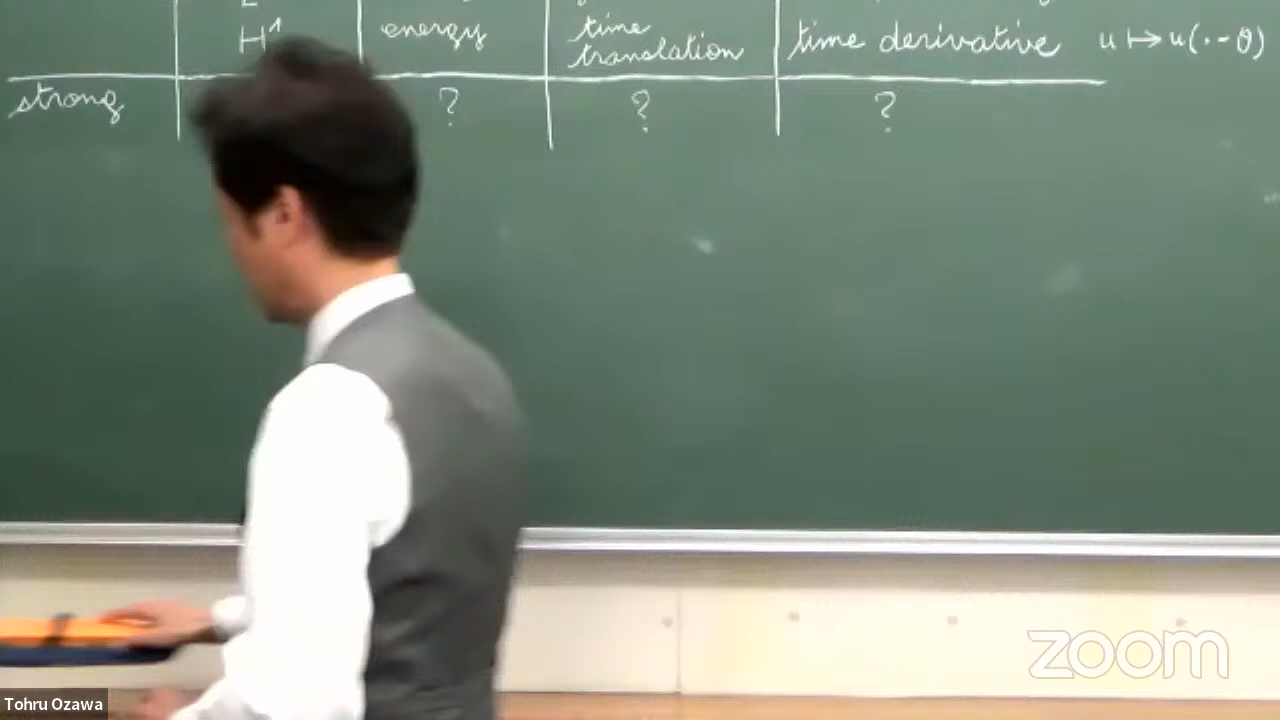 H¹ energy time translation time derivative u ↦ u(·-θ)
strong ? ? ?
zoom
Tohru Ozawa